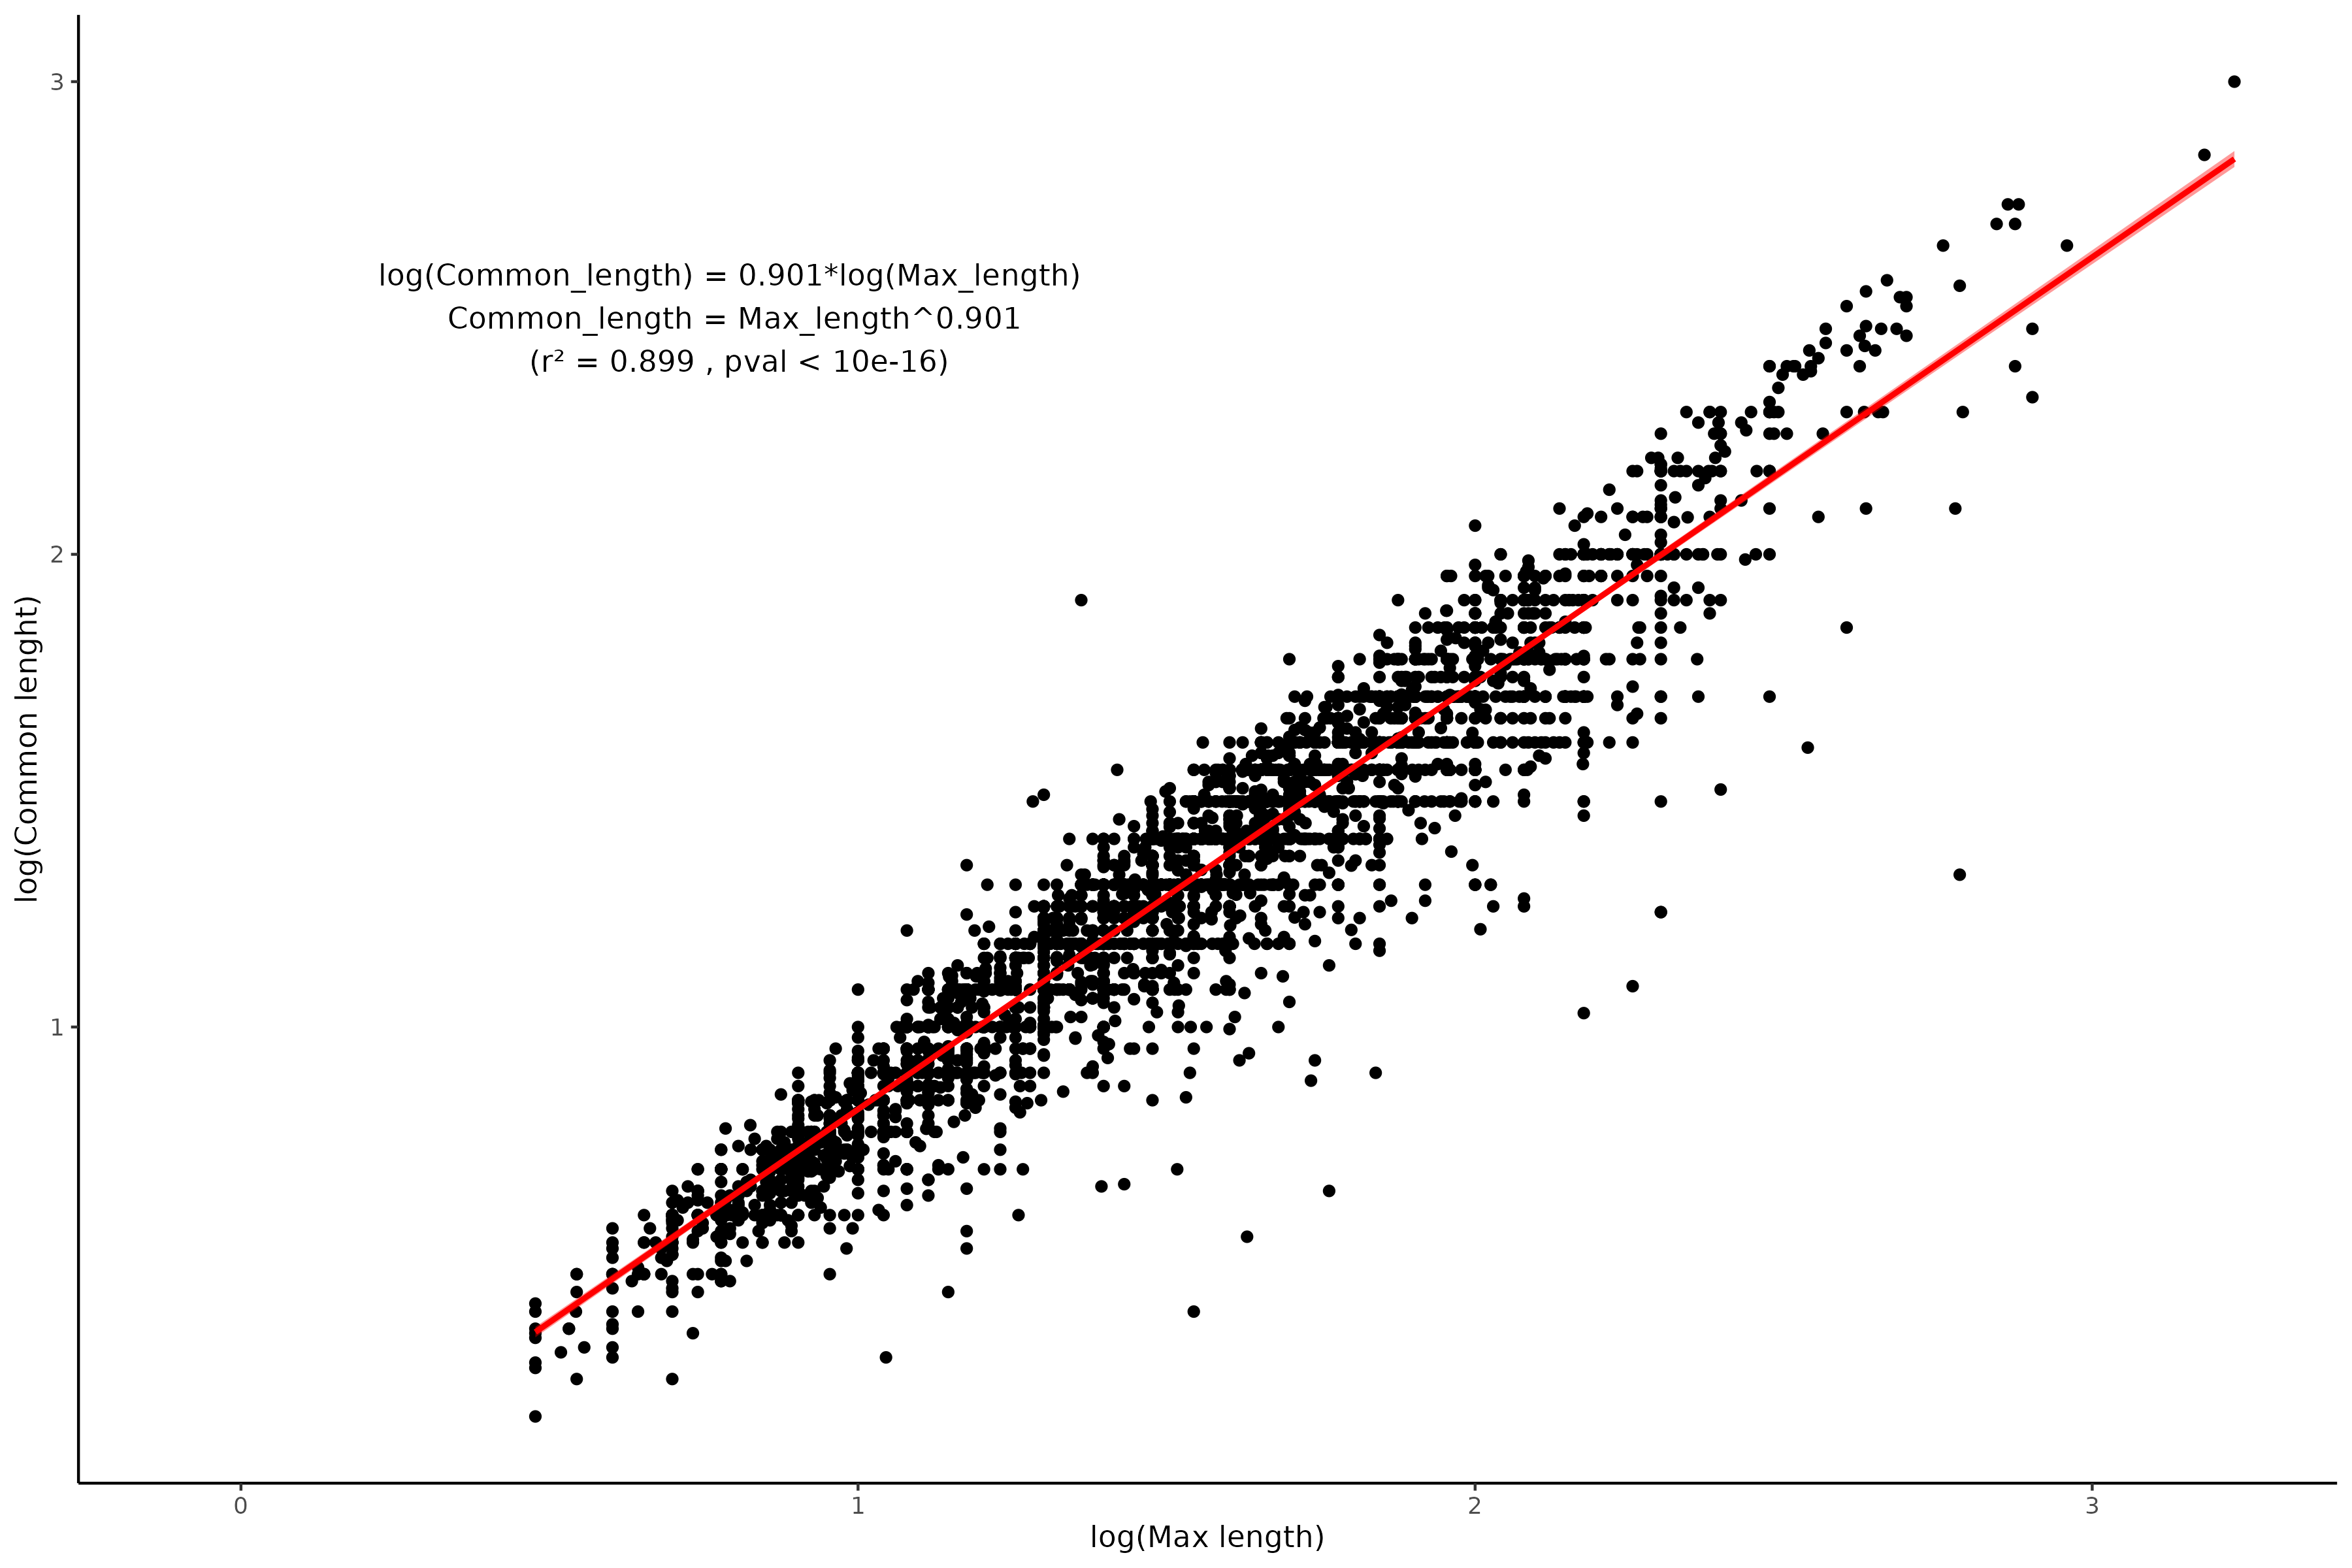 3
log(Common_length) = 0.901*log(Max_length)
Common_length = Max_length^0.901
(r² = 0.899 , pval < 10e-16)
2
log(Common lenght)
1
0
1
2
3
log(Max length)